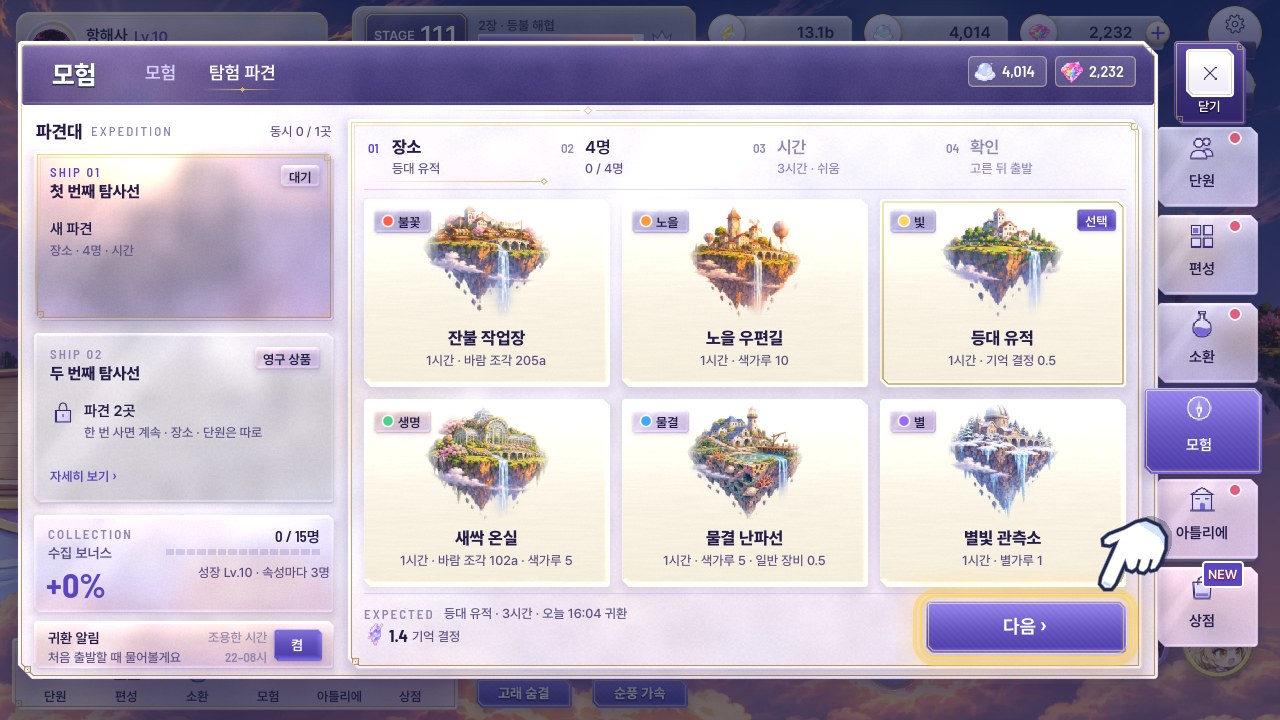 항해사 Lv.10
STAGE 111
2장 · 등불 해협
13.1b
4,014
2,232
모험
모험
탐험 파견
4,014
2,232
닫기
파견대 EXPEDITION
동시 0 / 1곳
SHIP 01
첫 번째 탐사선
대기
새 파견
장소 · 4명 · 시간
SHIP 02
두 번째 탐사선
영구 상품
파견 2곳
한 번 사면 계속 · 장소 · 단원은 따로
자세히 보기 ›
COLLECTION
수집 보너스
0 / 15명
+0%
성장 Lv.10 · 속성마다 3명
귀환 알림
처음 출발할 때 물어볼게요
조용한 시간
22-08시
켬
01 장소
등대 유적
02 4명
0 / 4명
03 시간
3시간 · 쉬움
04 확인
고른 뒤 출발
불꽃
잔불 작업장
1시간 · 바람 조각 205a
노을
노을 우편길
1시간 · 색가루 10
빛
선택
등대 유적
1시간 · 기억 결정 0.5
생명
새싹 온실
1시간 · 바람 조각 102a · 색가루 5
물결
물결 난파선
1시간 · 색가루 5 · 일반 장비 0.5
별
별빛 관측소
1시간 · 별가루 1
EXPECTED 등대 유적 · 3시간 · 오늘 16:04 귀환
1.4 기억 결정
다음 ›
단원
편성
소환
모험
아틀리에
NEW
상점
단원
편성
소환
모험
아틀리에
상점
고래 숨결
순풍 가속